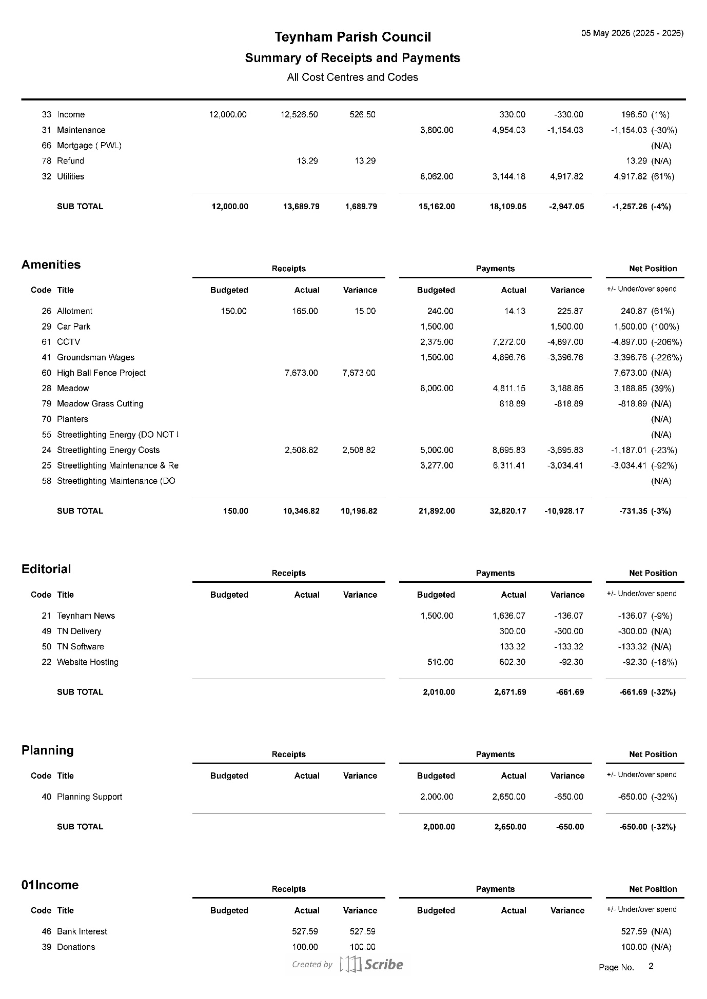 05 May 2026 (2025 - 2026)
Teynham Parish Council
Summary of Receipts and Payments
All Cost Centres and Codes
33 Income 12,000.00 12,526.50 526.50 330.00 -330.00 196.50 (1%)
31 Maintenance 3,800.00 4,954.03 -1,154.03 -1,154.03 (-30%)
66 Mortgage ( PWL) (N/A)
78 Refund 13.29 13.29 13.29 (N/A)
32 Utilities 8,062.00 3,144.18 4,917.82 4,917.82 (61%)
SUB TOTAL 12,000.00 13,689.79 1,689.79 15,162.00 18,109.05 -2,947.05 -1,257.26 (-4%)
Amenities Receipts Payments Net Position
Code Title Budgeted Actual Variance Budgeted Actual Variance +/- Under/over spend
26 Allotment 150.00 165.00 15.00 240.00 14.13 225.87 240.87 (61%)
29 Car Park 1,500.00 1,500.00 1,500.00 (100%)
61 CCTV 2,375.00 7,272.00 -4,897.00 -4,897.00 (-206%)
41 Groundsman Wages 1,500.00 4,896.76 -3,396.76 -3,396.76 (-226%)
60 High Ball Fence Project 7,673.00 7,673.00 7,673.00 (N/A)
28 Meadow 8,000.00 4,811.15 3,188.85 3,188.85 (39%)
79 Meadow Grass Cutting 818.89 -818.89 -818.89 (N/A)
70 Planters (N/A)
55 Streetlighting Energy (DO NOT (N/A)
24 Streetlighting Energy Costs 2,508.82 2,508.82 5,000.00 8,695.83 -3,695.83 -1,187.01 (-23%)
25 Streetlighting Maintenance & Re 3,277.00 6,311.41 -3,034.41 -3,034.41 (-92%)
58 Streetlighting Maintenance (DO (N/A)
SUB TOTAL 150.00 10,346.82 10,196.82 21,892.00 32,820.17 -10,928.17 -731.35 (-3%)
Editorial Receipts Payments Net Position
Code Title Budgeted Actual Variance Budgeted Actual Variance +/- Under/over spend
21 Teynham News 1,500.00 1,636.07 -136.07 -136.07 (-9%)
49 TN Delivery 300.00 -300.00 -300.00 (N/A)
50 TN Software 133.32 -133.32 -133.32 (N/A)
22 Website Hosting 510.00 602.30 -92.30 -92.30 (-18%)
SUB TOTAL 2,010.00 2,671.69 -661.69 -661.69 (-32%)
Planning Receipts Payments Net Position
Code Title Budgeted Actual Variance Budgeted Actual Variance +/- Under/over spend
40 Planning Support 2,000.00 2,650.00 -650.00 -650.00 (-32%)
SUB TOTAL 2,000.00 2,650.00 -650.00 -650.00 (-32%)
01Income Receipts Payments Net Position
Code Title Budgeted Actual Variance Budgeted Actual Variance +/- Under/over spend
46 Bank Interest 527.59 527.59 527.59 (N/A)
39 Donations 100.00 100.00 100.00 (N/A)
Created by Scribe
Page No. 2